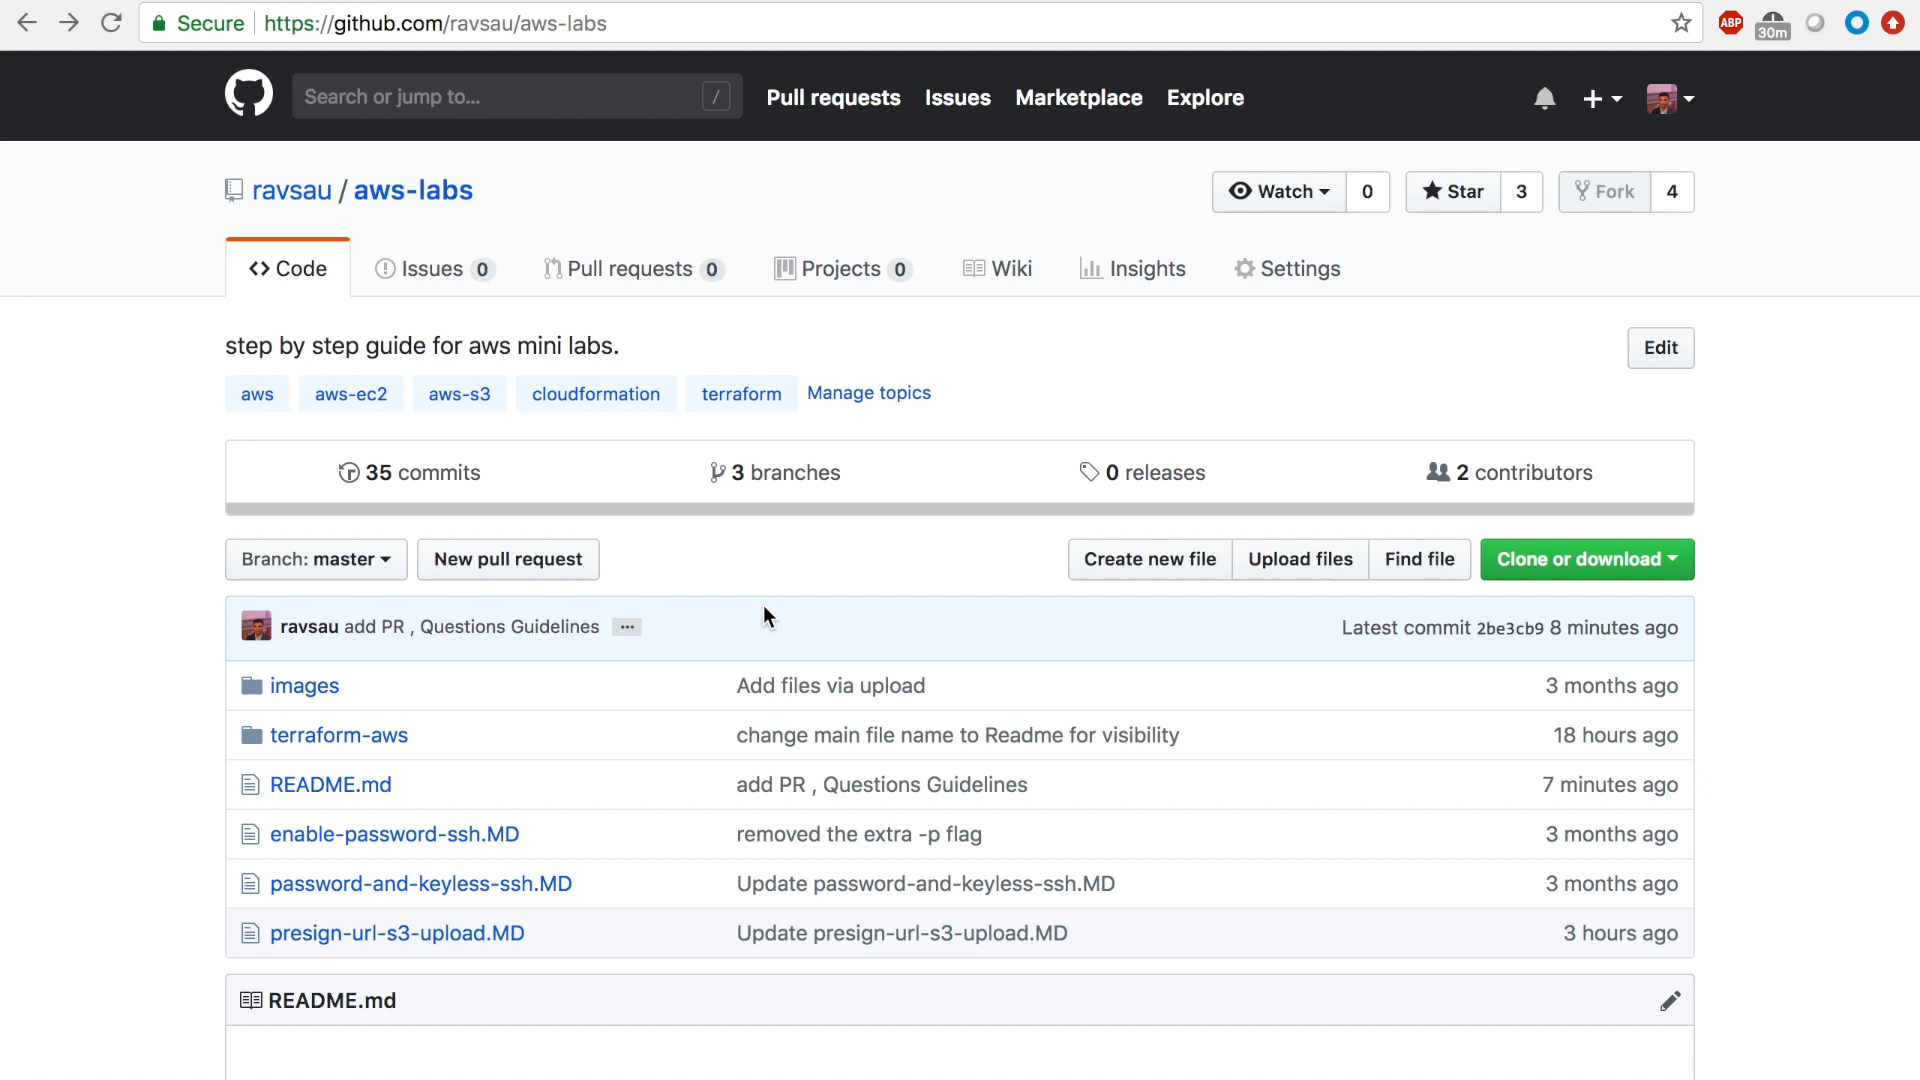 Secure https://github.com/ravsau/aws-labs ABP 30m
Search or jump to... / Pull requests Issues Marketplace Explore
ravsau / aws-labs Watch 0 Star 3 Fork 4
Code Issues 0 Pull requests 0 Projects 0 Wiki Insights Settings
step by step guide for aws mini labs. Edit
aws aws-ec2 aws-s3 cloudformation terraform Manage topics
35 commits 3 branches 0 releases 2 contributors
Branch: master New pull request Create new file Upload files Find file Clone or download
ravsau add PR , Questions Guidelines ... Latest commit 2be3cb9 8 minutes ago
images Add files via upload 3 months ago
terraform-aws change main file name to Readme for visibility 18 hours ago
README.md add PR , Questions Guidelines 7 minutes ago
enable-password-ssh.MD removed the extra -p flag 3 months ago
password-and-keyless-ssh.MD Update password-and-keyless-ssh.MD 3 months ago
presign-url-s3-upload.MD Update presign-url-s3-upload.MD 3 hours ago
README.md